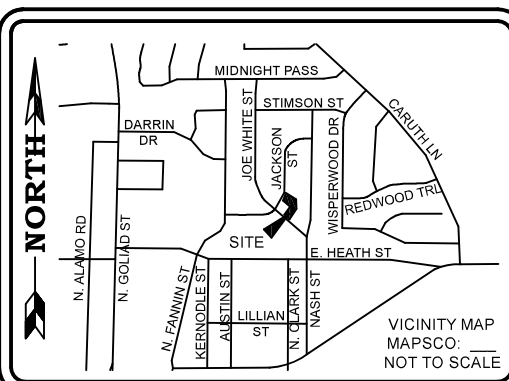 MIDNIGHT PASS
STIMSON ST
CARUTH LN
DARRIN
DR
JOE WHITE ST
JACKSON
ST
WISPERWOOD DR
REDWOOD TRL
NORTH
N. ALAMO RD
N. GOLIAD ST
SITE
E. HEATH ST
N. FANNIN ST
KERNODLE ST
AUSTIN ST
LILLIAN
ST
N. CLARK ST
NASH ST
VICINITY MAP
MAPSCO: ___
NOT TO SCALE